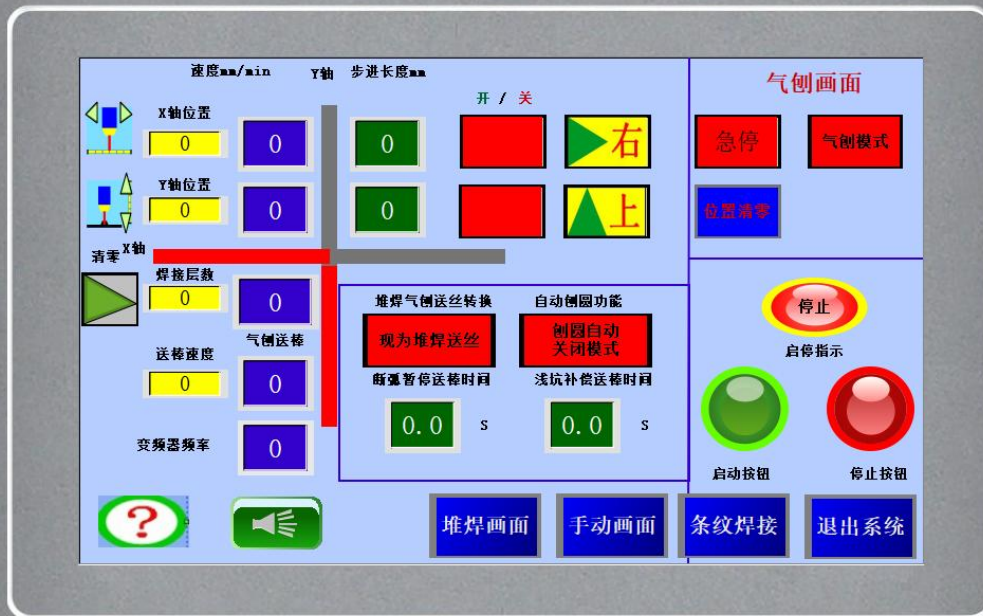 速度mm/min
Y轴
步进长度mm
开 / 关
气刨画面
X轴位置
0
0
0
右
急停
气刨模式
Y轴位置
0
0
0
上
位置清零
清零
X轴
焊接层数
0
0
气刨送棒
送棒速度
0
0
变频器频率
0
堆焊气刨送丝转换
自动刨圆功能
现为堆焊送丝
刨圆自动
关闭模式
断弧暂停送棒时间
浅坑补偿送棒时间
0.0
S
0.0
S
停止
启停指示
启动按钮
停止按钮
?
堆焊画面
手动画面
条纹焊接
退出系统